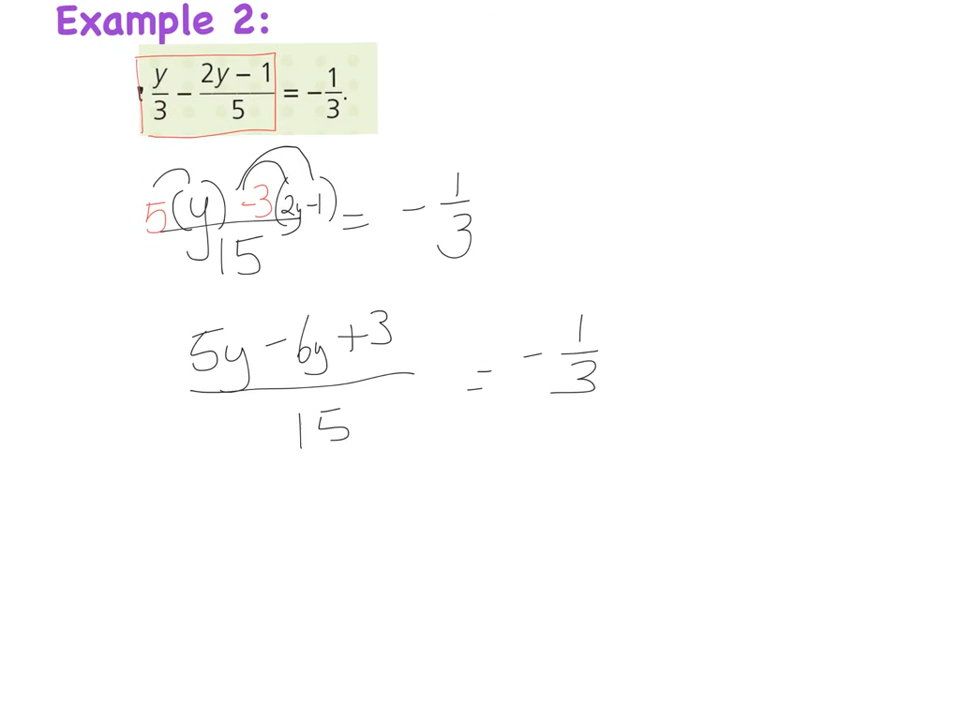 Example 2:
y/3 − (2y − 1)/5 = −1/3.
(5(y) -3(2y-1))/15 = -1/3
(5y - 6y + 3)/15 = -1/3